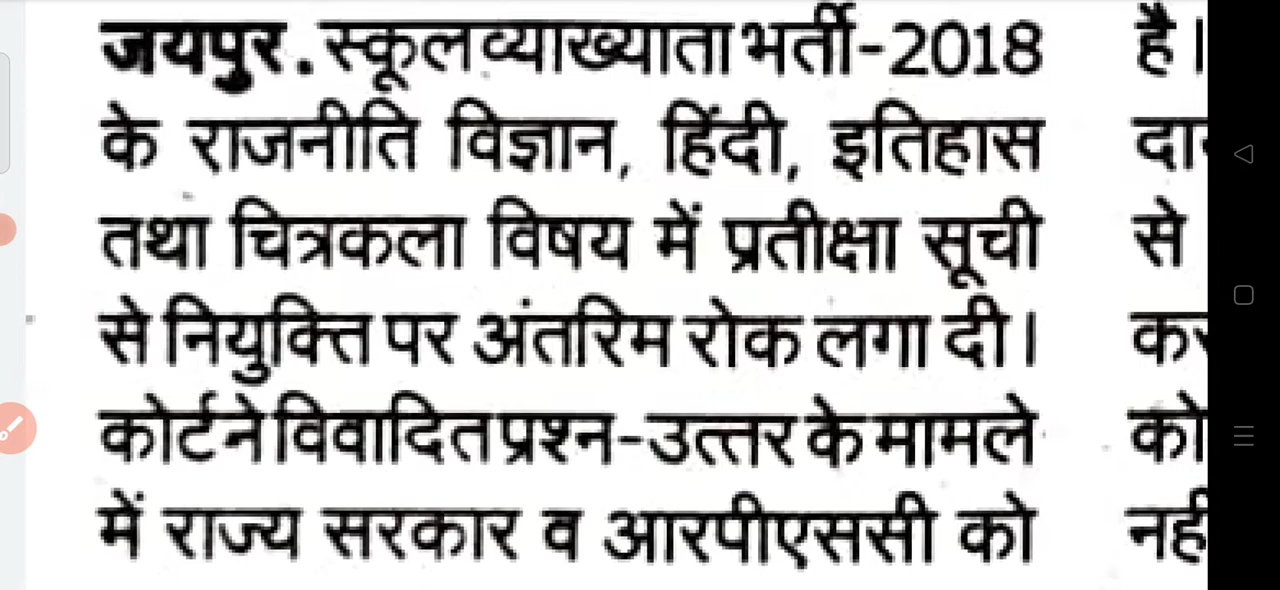 जयपुर. स्कूल व्याख्याता भर्ती-2018
के राजनीति विज्ञान, हिंदी, इतिहास
तथा चित्रकला विषय में प्रतीक्षा सूची
से नियुक्ति पर अंतरिम रोक लगा दी।
कोर्ट ने विवादित प्रश्न-उत्तर के मामले
में राज्य सरकार व आरपीएससी को
है।
से